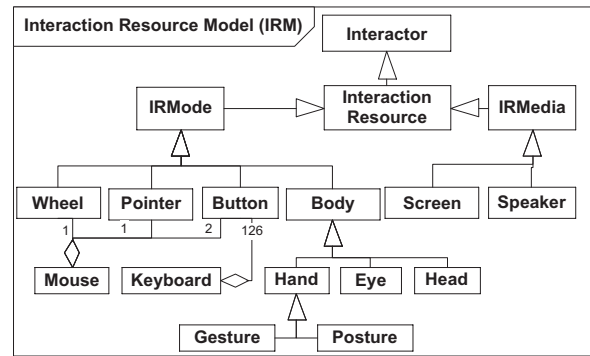 Interaction Resource Model (IRM)
Interactor
IRMode
Interaction
Resource
IRMedia
Wheel
Pointer
Button
Body
Screen
Speaker
1
1
2
126
Mouse
Keyboard
Hand
Eye
Head
Gesture
Posture